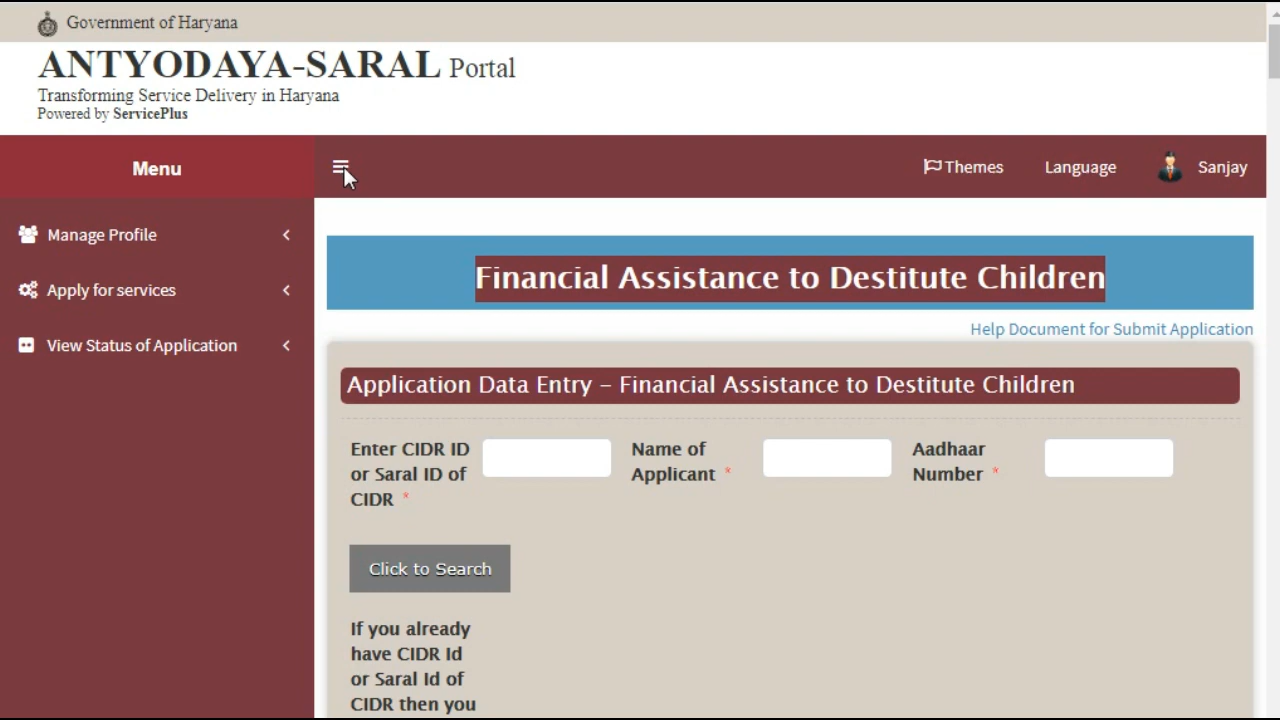 Government of Haryana
ANTYODAYA-SARAL Portal
Transforming Service Delivery in Haryana
Powered by ServicePlus
Menu
Themes
Language
Sanjay
Manage Profile
Apply for services
View Status of Application
Financial Assistance to Destitute Children
Help Document for Submit Application
Application Data Entry – Financial Assistance to Destitute Children
Enter CIDR ID
or Saral ID of
CIDR *
Name of
Applicant *
Aadhaar
Number *
Click to Search
If you already
have CIDR Id
or Saral Id of
CIDR then you